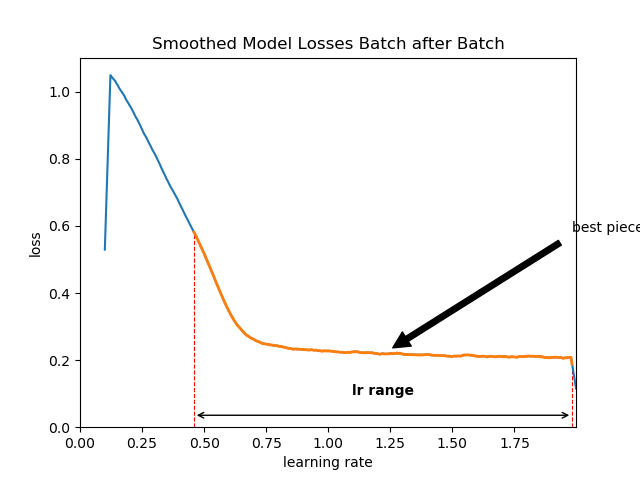 Smoothed Model Losses Batch after Batch
1.0
0.8
0.6
0.4
0.2
0.0
loss
best piece
lr range
0.00 0.25 0.50 0.75 1.00 1.25 1.50 1.75
learning rate